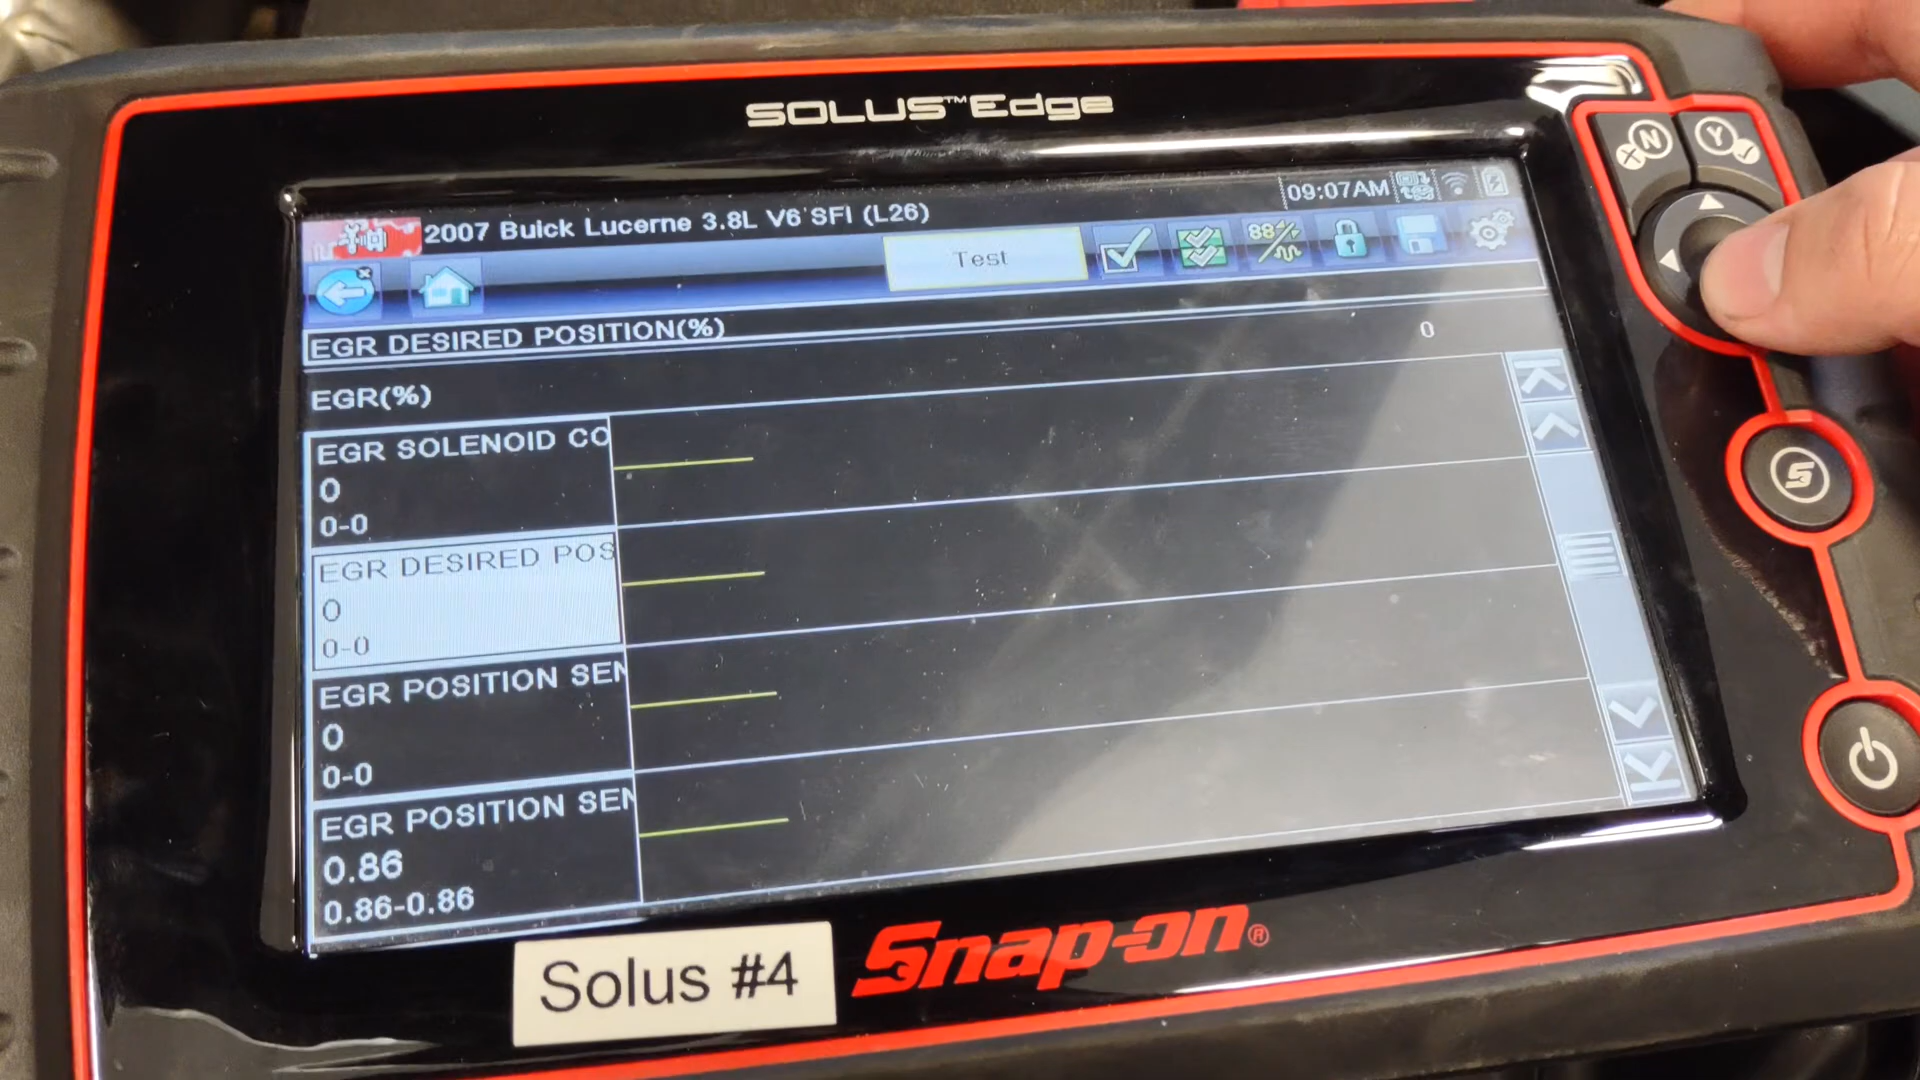 SOLUS™Edge
N
Y
09:07AM
2007 Buick Lucerne 3.8L V6 SFI (L26)
Test
EGR DESIRED POSITION(%)
0
EGR(%)
EGR SOLENOID CO
0
0-0
EGR DESIRED POS
0
0-0
EGR POSITION SEN
0
0-0
EGR POSITION SEN
0.86
0.86-0.86
Solus #4
Snap-on®
S